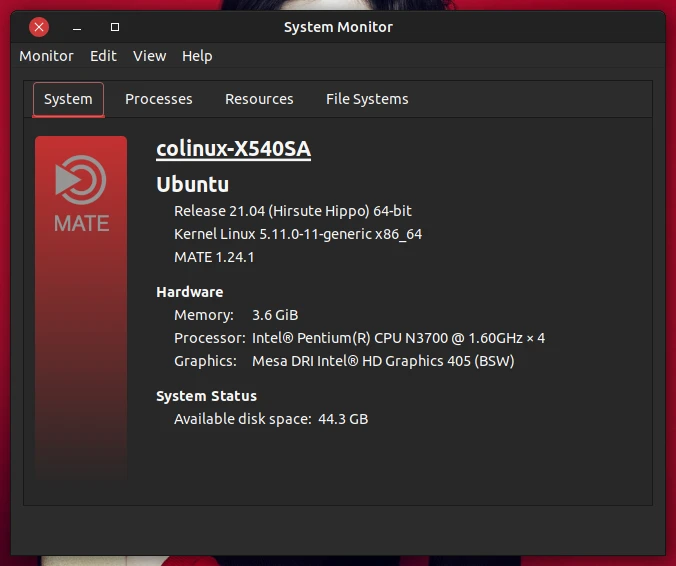 System Monitor
Monitor Edit View Help
System Processes Resources File Systems
MATE
colinux-X540SA
Ubuntu
Release 21.04 (Hirsute Hippo) 64-bit
Kernel Linux 5.11.0-11-generic x86_64
MATE 1.24.1
Hardware
Memory: 3.6 GiB
Processor: Intel® Pentium(R) CPU N3700 @ 1.60GHz × 4
Graphics: Mesa DRI Intel® HD Graphics 405 (BSW)
System Status
Available disk space: 44.3 GB